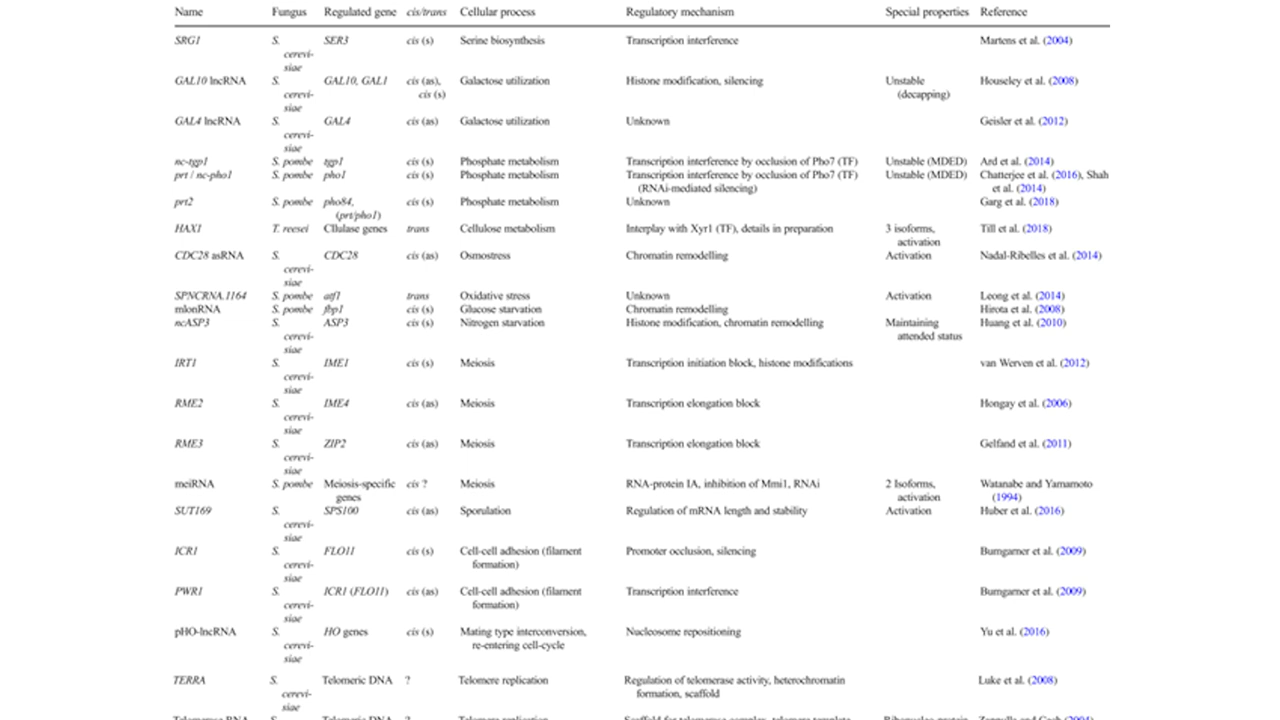 Name Fungus Regulated gene cis/trans Cellular process Regulatory mechanism Special properties Reference
SRG1 S. SER3 cis (s) Serine biosynthesis Transcription interference Martens et al. (2004)
cerevi-
siae
GAL10 lncRNA S. GAL10, GAL1 cis (as), Galactose utilization Histone modification, silencing Unstable Houseley et al. (2008)
cerevi- cis (s) (decapping)
siae
GAL4 lncRNA S. GAL4 cis (as) Galactose utilization Unknown Geisler et al. (2012)
cerevi-
siae
nc-tgp1 S. pombe tgp1 cis (s) Phosphate metabolism Transcription interference by occlusion of Pho7 (TF) Unstable (MDED) Ard et al. (2014)
prt / nc-pho1 S. pombe pho1 cis (s) Phosphate metabolism Transcription interference by occlusion of Pho7 (TF) Unstable (MDED) Chatterjee et al. (2016), Shah
(RNAi-mediated silencing) et al. (2014)
prt2 S. pombe pho84, cis (s) Phosphate metabolism Unknown Garg et al. (2018)
(prt/pho1)
HAX1 T. reesei Cllulase genes trans Cellulose metabolism Interplay with Xyr1 (TF), details in preparation 3 isoforms, Till et al. (2018)
activation
CDC28 asRNA S. CDC28 cis (as) Osmostress Chromatin remodelling Activation Nadal-Ribelles et al. (2014)
cerevi-
siae
SPNCRNA.1164 S. pombe atf1 trans Oxidative stress Unknown Activation Leong et al. (2014)
mlonRNA S. pombe fbp1 cis (s) Glucose starvation Chromatin remodelling Hirota et al. (2008)
ncASP3 S. ASP3 cis (s) Nitrogen starvation Histone modification, chromatin remodelling Maintaining Huang et al. (2010)
cerevi- attended status
siae
IRT1 S. IME1 cis (s) Meiosis Transcription initiation block, histone modifications van Werven et al. (2012)
cerevi-
siae
RME2 S. IME4 cis (as) Meiosis Transcription elongation block Hongay et al. (2006)
cerevi-
siae
RME3 S. ZIP2 cis (as) Meiosis Transcription elongation block Gelfand et al. (2011)
cerevi-
siae
meiRNA S. pombe Meiosis-specific cis ? Meiosis RNA-protein IA, inhibition of Mmi1, RNAi 2 Isoforms, Watanabe and Yamamoto
genes activation (1994)
SUT169 S. SPS100 cis (as) Sporulation Regulation of mRNA length and stability Activation Huber et al. (2016)
cerevi-
siae
ICR1 S. FLO11 cis (s) Cell-cell adhesion (filament Promoter occlusion, silencing Bumgarner et al. (2009)
cerevi- formation)
siae
PWR1 S. ICR1 (FLO11) cis (as) Cell-cell adhesion (filament Transcription interference Bumgarner et al. (2009)
cerevi- formation)
siae
pHO-lncRNA S. HO genes cis (s) Mating type interconversion, Nucleosome repositioning Yu et al. (2016)
cerevi- re-entering cell-cycle
siae
TERRA S. Telomeric DNA ? Telomere replication Regulation of telomerase activity, heterochromatin Luke et al. (2008)
cerevi- formation, scaffold
siae